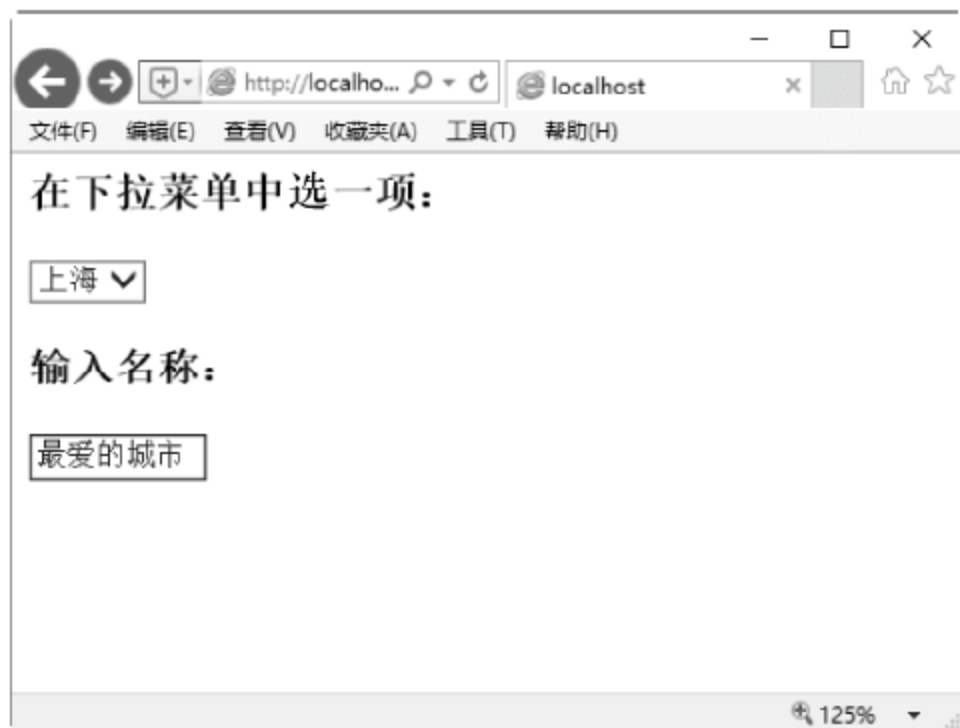 http://localho...
localhost
文件(F) 编辑(E) 查看(V) 收藏夹(A) 工具(T) 帮助(H)
在下拉菜单中选一项：
上海
输入名称：
最爱的城市
125%